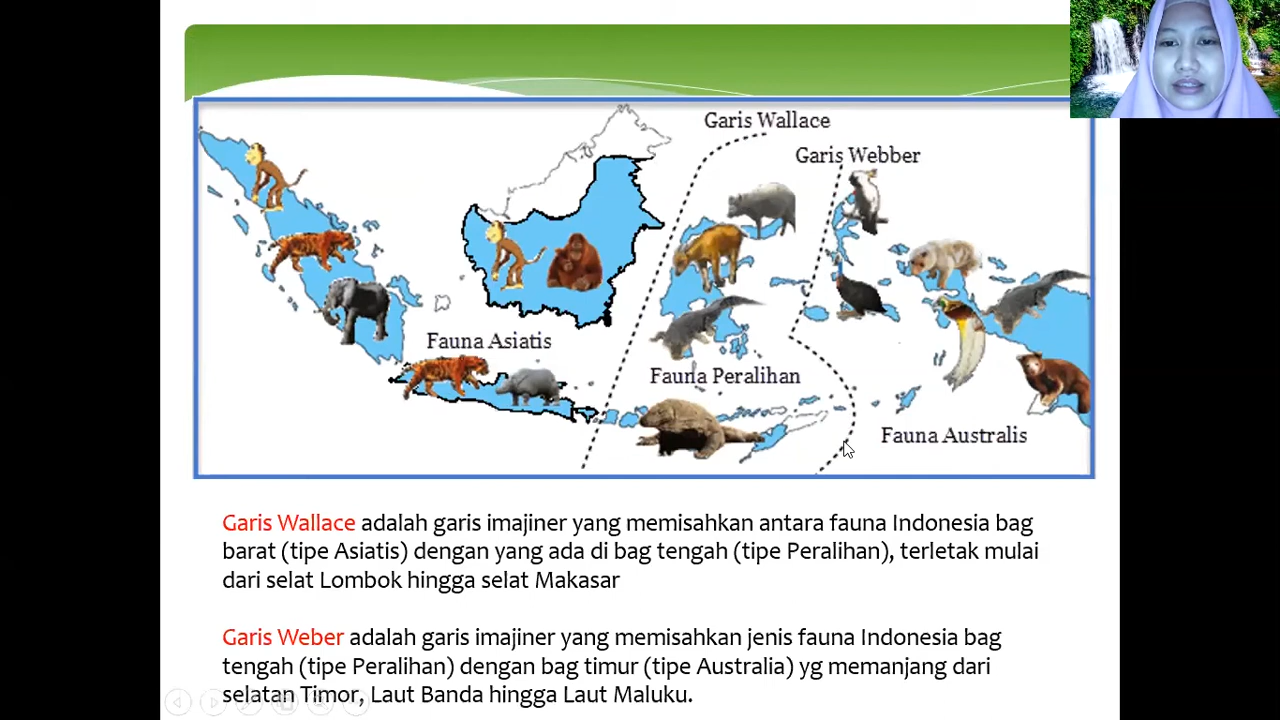 Garis Wallace
Garis Webber
Fauna Asiatis
Fauna Peralihan
Fauna Australis
Garis Wallace adalah garis imajiner yang memisahkan antara fauna Indonesia bag
barat (tipe Asiatis) dengan yang ada di bag tengah (tipe Peralihan), terletak mulai
dari selat Lombok hingga selat Makasar
Garis Weber adalah garis imajiner yang memisahkan jenis fauna Indonesia bag
tengah (tipe Peralihan) dengan bag timur (tipe Australia) yg memanjang dari
selatan Timor, Laut Banda hingga Laut Maluku.